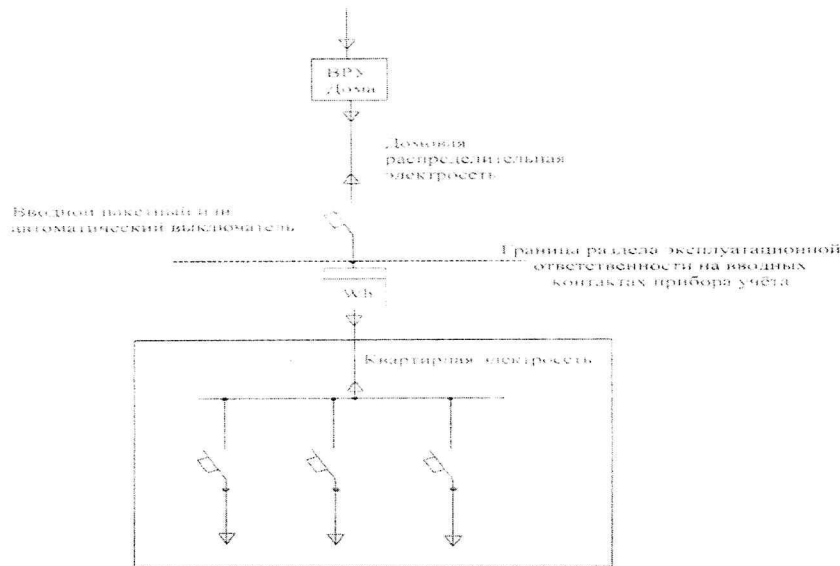 ВРУ
Дома
Домовая
распределительная
электросеть
Вводной пакетный или
автоматический выключатель
Граница раздела эксплуатационной
ответственности на вводных
контактах прибора учёта
Wh
Квартирная электросеть